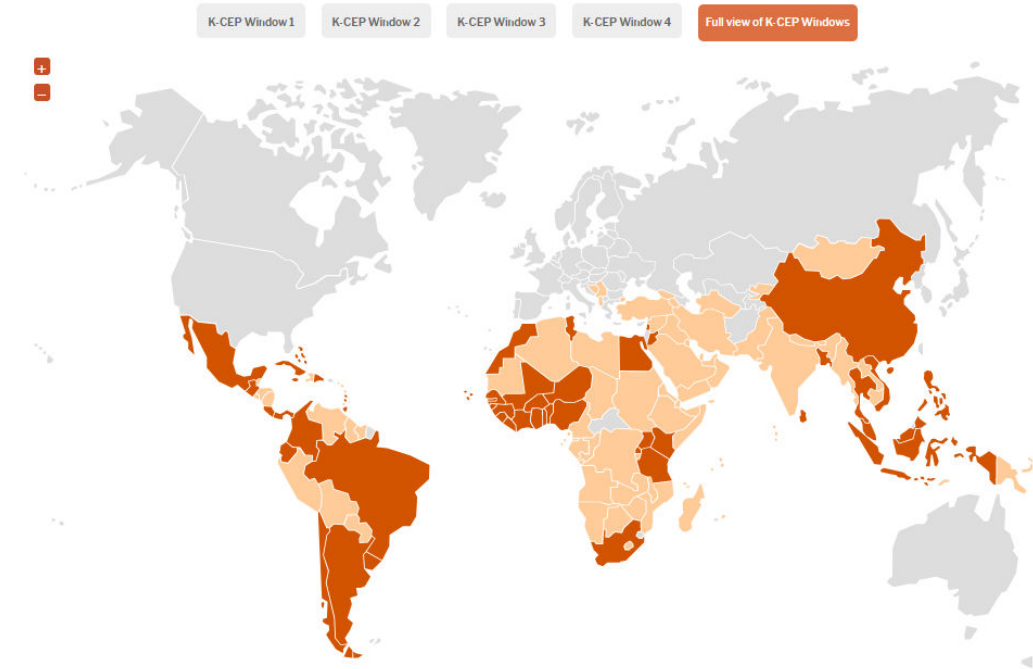 K-CEP Window 1
K-CEP Window 2
K-CEP Window 3
K-CEP Window 4
Full view of K-CEP Windows
+
–